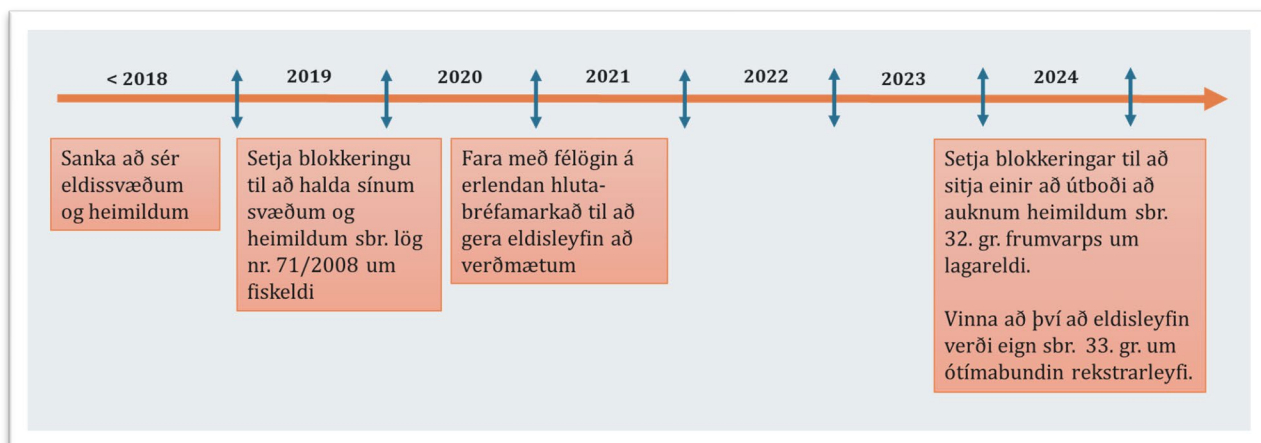 < 2018
2019
2020
2021
2022
2023
2024
Sanka að sér
eldissvæðum
og heimildum
Setja blokkeringu
til að halda sínum
svæðum og
heimildum sbr. lög
nr. 71/2008 um
fiskeldi
Fara með félögin á
erlendan hluta-
bréfamarkað til að
gera eldisleyfin að
verðmætum
Setja blokkeringar til að
sitja einir að útboði að
auknum heimildum sbr.
32. gr. frumvarps um
lagareldi.
Vinna að því að eldisleyfin
verði eign sbr. 33. gr. um
ótímabundin rekstrarleyfi.